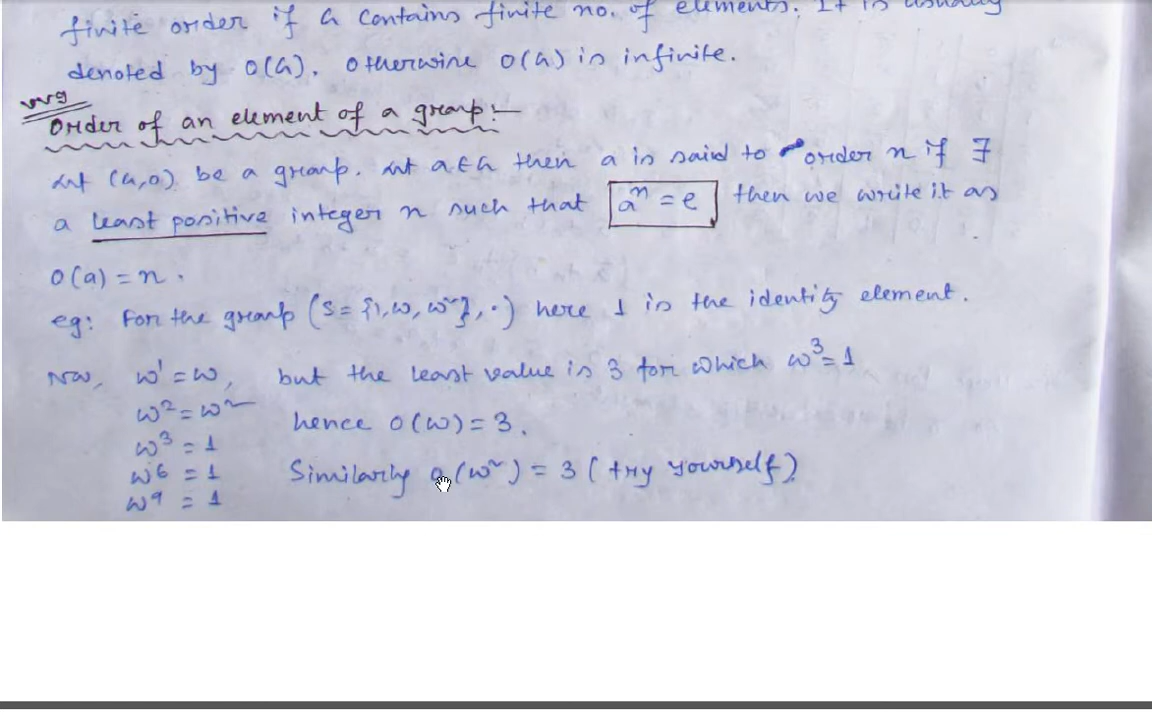 finite order if G contains finite no. of elements. It is usually
denoted by O(G). Otherwise O(G) is infinite.
Order of an element of a group:-
Let (G,o) be a group. Let a∈G then a is said to order n if ∃
a least positive integer n such that aⁿ = e then we write it as
O(a) = n.
eg: For the group (S = {1, ω, ω²}, ·) here 1 is the identity element.
Now, ω¹ = ω, but the least value is 3 for which ω³ = 1
ω² = ω²
hence O(ω) = 3.
ω³ = 1
ω⁶ = 1 Similarly O(ω²) = 3 (try yourself).
ω⁹ = 1